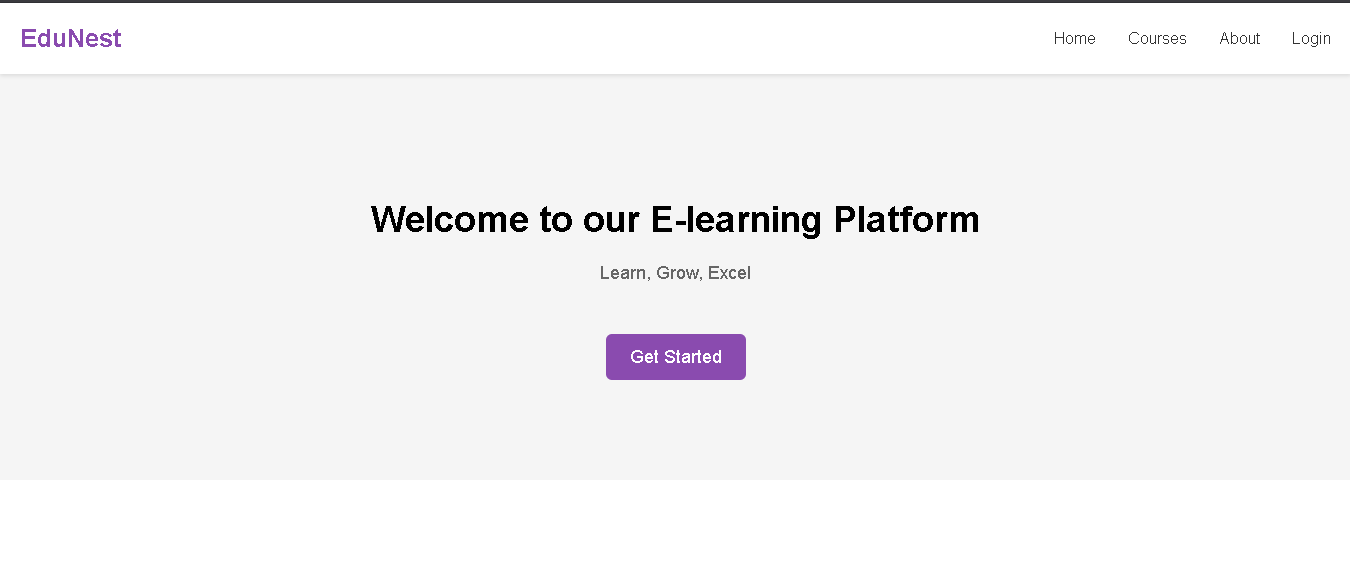 EduNest
Home Courses About Login
Welcome to our E-learning Platform
Learn, Grow, Excel
Get Started